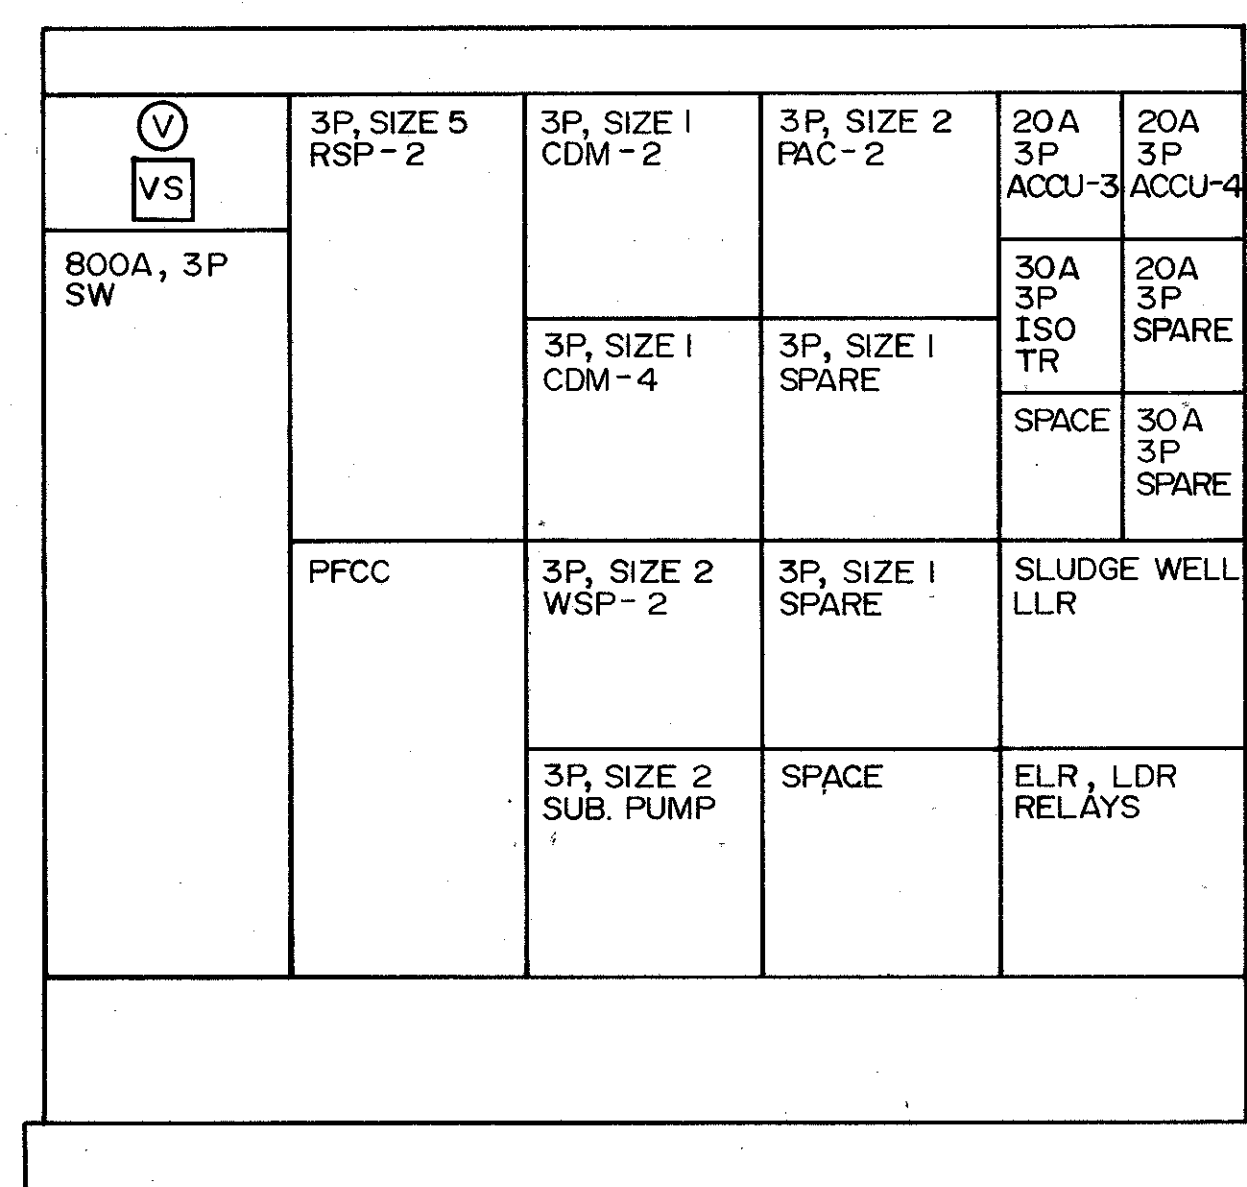 V
VS
800A, 3P
SW
3P, SIZE 5
RSP-2
PFCC
3P, SIZE 1
CDM-2
3P, SIZE 1
CDM-4
3P, SIZE 2
WSP-2
3P, SIZE 2
SUB. PUMP
3P, SIZE 2
PAC-2
3P, SIZE 1
SPARE
3P, SIZE 1
SPARE
SPACE
20A
3P
ACCU-3
20A
3P
ACCU-4
30A
3P
ISO
TR
20A
3P
SPARE
SPACE
30A
3P
SPARE
SLUDGE WELL
LLR
ELR, LDR
RELAYS